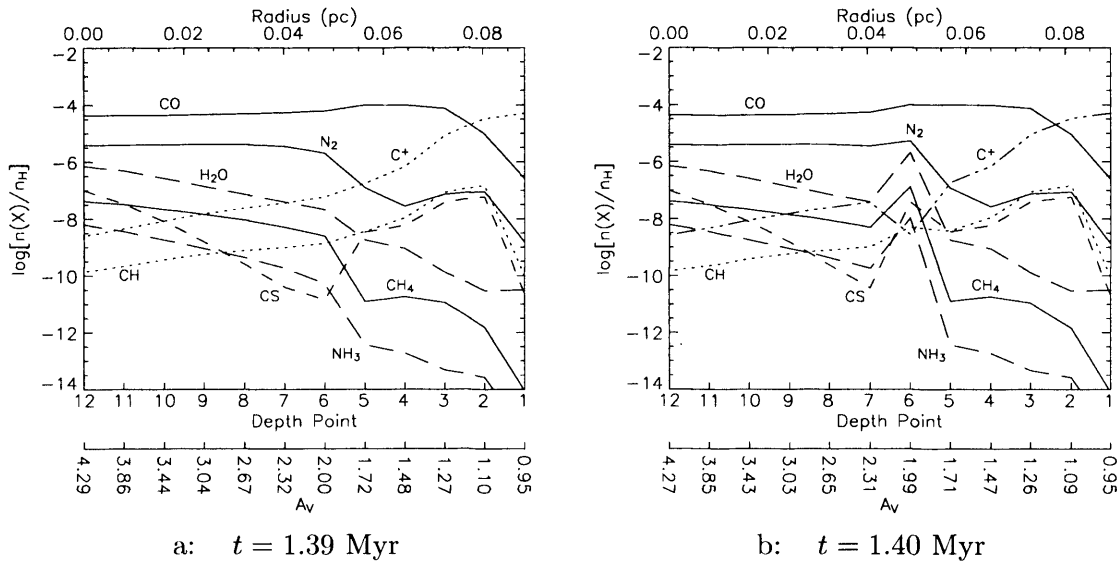 Radius (pc)
0.00 0.02 0.04 0.06 0.08
-2
-4
-6
-8
-10
-12
-14
log[n(X)/nH]
CO
N2
C+
H2O
CH
CS
CH4
NH3
12 11 10 9 8 7 6 5 4 3 2 1
Depth Point
4.29 3.86 3.44 3.04 2.67 2.32 2.00 1.72 1.48 1.26 1.10 0.95
AV
a: t = 1.39 Myr
Radius (pc)
0.00 0.02 0.04 0.06 0.08
-2
-4
-6
-8
-10
-12
-14
log[n(X)/nH]
CO
N2
C+
H2O
CH
CS
CH4
NH3
12 11 10 9 8 7 6 5 4 3 2 1
Depth Point
4.27 3.85 3.43 3.03 2.65 2.31 1.99 1.71 1.47 1.26 1.09 0.95
AV
b: t = 1.40 Myr